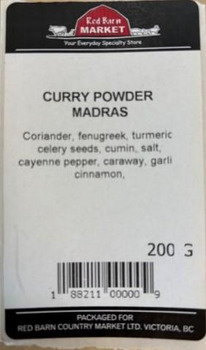 Red Barn
MARKET
Your Everyday Specialty Store
CURRY POWDER
MADRAS
Coriander, fenugreek, turmeric
celery seeds, cumin, salt,
cayenne pepper, caraway, garli
cinnamon,
200 G
1 88211 00000 9
PACKAGED FOR
RED BARN COUNTRY MARKET LTD. VICTORIA, BC